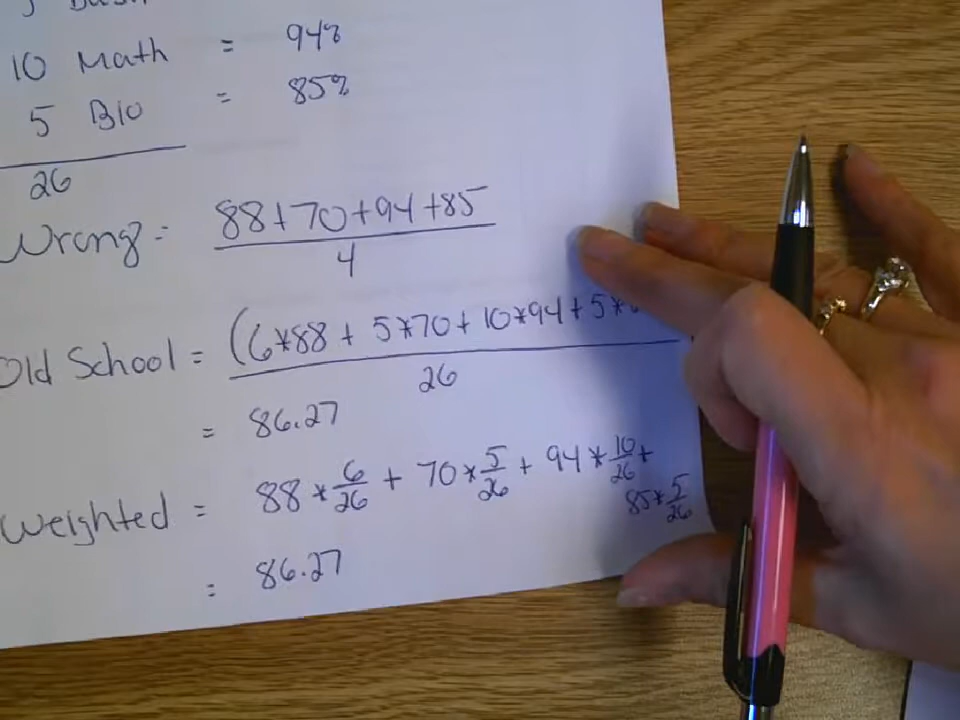 10 Math = 94%
5 Bio = 85%
26
Wrong = 88+70+94+85
4
Old School = (6*88 + 5*70 + 10*94 + 5*
26
= 86.27
Weighted = 88*6/26 + 70*5/26 + 94*10/26 +
85*5/26
= 86.27